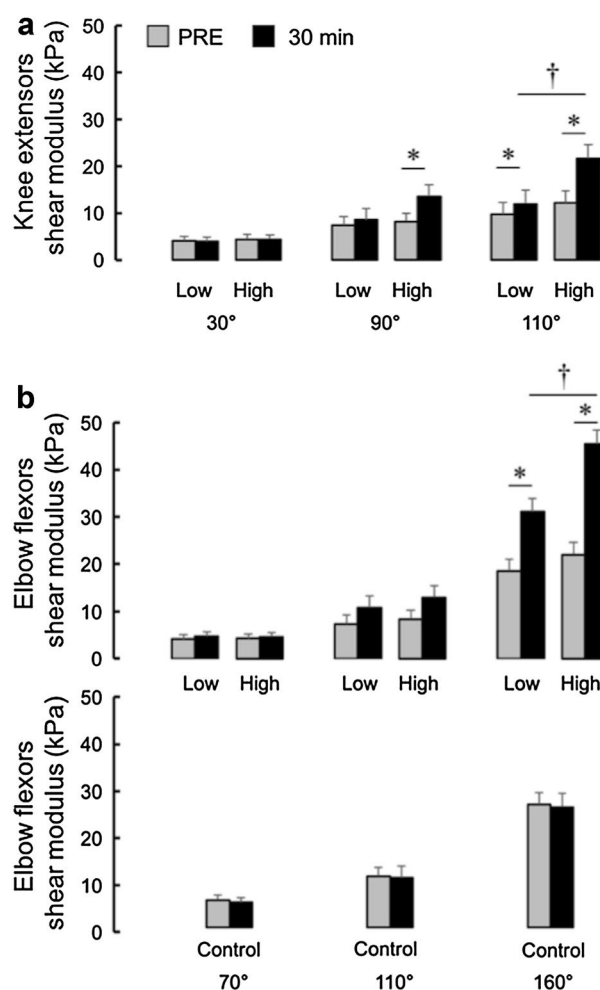 a
Knee extensors
shear modulus (kPa)
50
40
30
20
10
0
PRE
30 min
*
*
*
†
Low High Low High Low High
30° 90° 110°
b
Elbow flexors
shear modulus (kPa)
50
40
30
20
10
0
*
*
†
Low High Low High Low High
Elbow flexors
shear modulus (kPa)
50
40
30
20
10
0
Control Control Control
70° 110° 160°